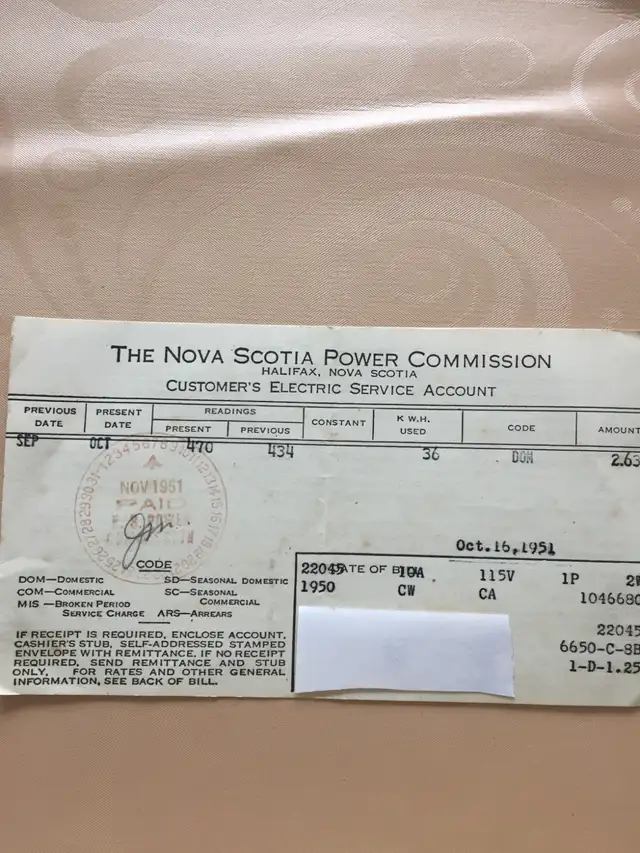 THE NOVA SCOTIA POWER COMMISSION
HALIFAX, NOVA SCOTIA
CUSTOMER'S ELECTRIC SERVICE ACCOUNT
PREVIOUS DATE PRESENT DATE READINGS PRESENT PREVIOUS CONSTANT K W.H. USED CODE AMOUNT
SEP OCT 470 434 36 DOM 2.63
NOV 1951
PAID
Oct.16,1951
CODE
DOM—DOMESTIC SD—SEASONAL DOMESTIC
COM—COMMERCIAL SC—SEASONAL COMMERCIAL
MIS—BROKEN PERIOD SERVICE CHARGE ARS—ARREARS
IF RECEIPT IS REQUIRED, ENCLOSE ACCOUNT,
CASHIER'S STUB, SELF-ADDRESSED STAMPED
ENVELOPE WITH REMITTANCE. IF NO RECEIPT
REQUIRED, SEND REMITTANCE AND STUB
ONLY. FOR RATES AND OTHER GENERAL
INFORMATION, SEE BACK OF BILL.
DATE OF BILL
22045 10A 115V 1P 2W
1950 CW CA 1046680
22045
6650-C-8B
1-D-1.25